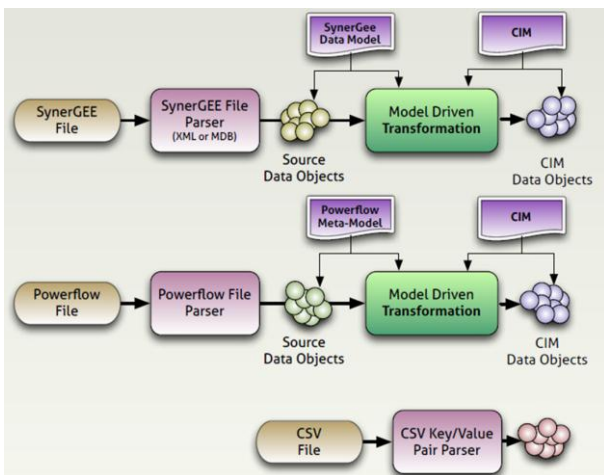 SynerGee
Data Model
CIM
SynerGEE
File
SynerGEE File
Parser
(XML or MDB)
Model Driven
Transformation
Source
Data Objects
CIM
Data Objects
Powerflow
Meta-Model
CIM
Powerflow
File
Powerflow File
Parser
Model Driven
Transformation
Source
Data Objects
CIM
Data Objects
CSV
File
CSV Key/Value
Pair Parser